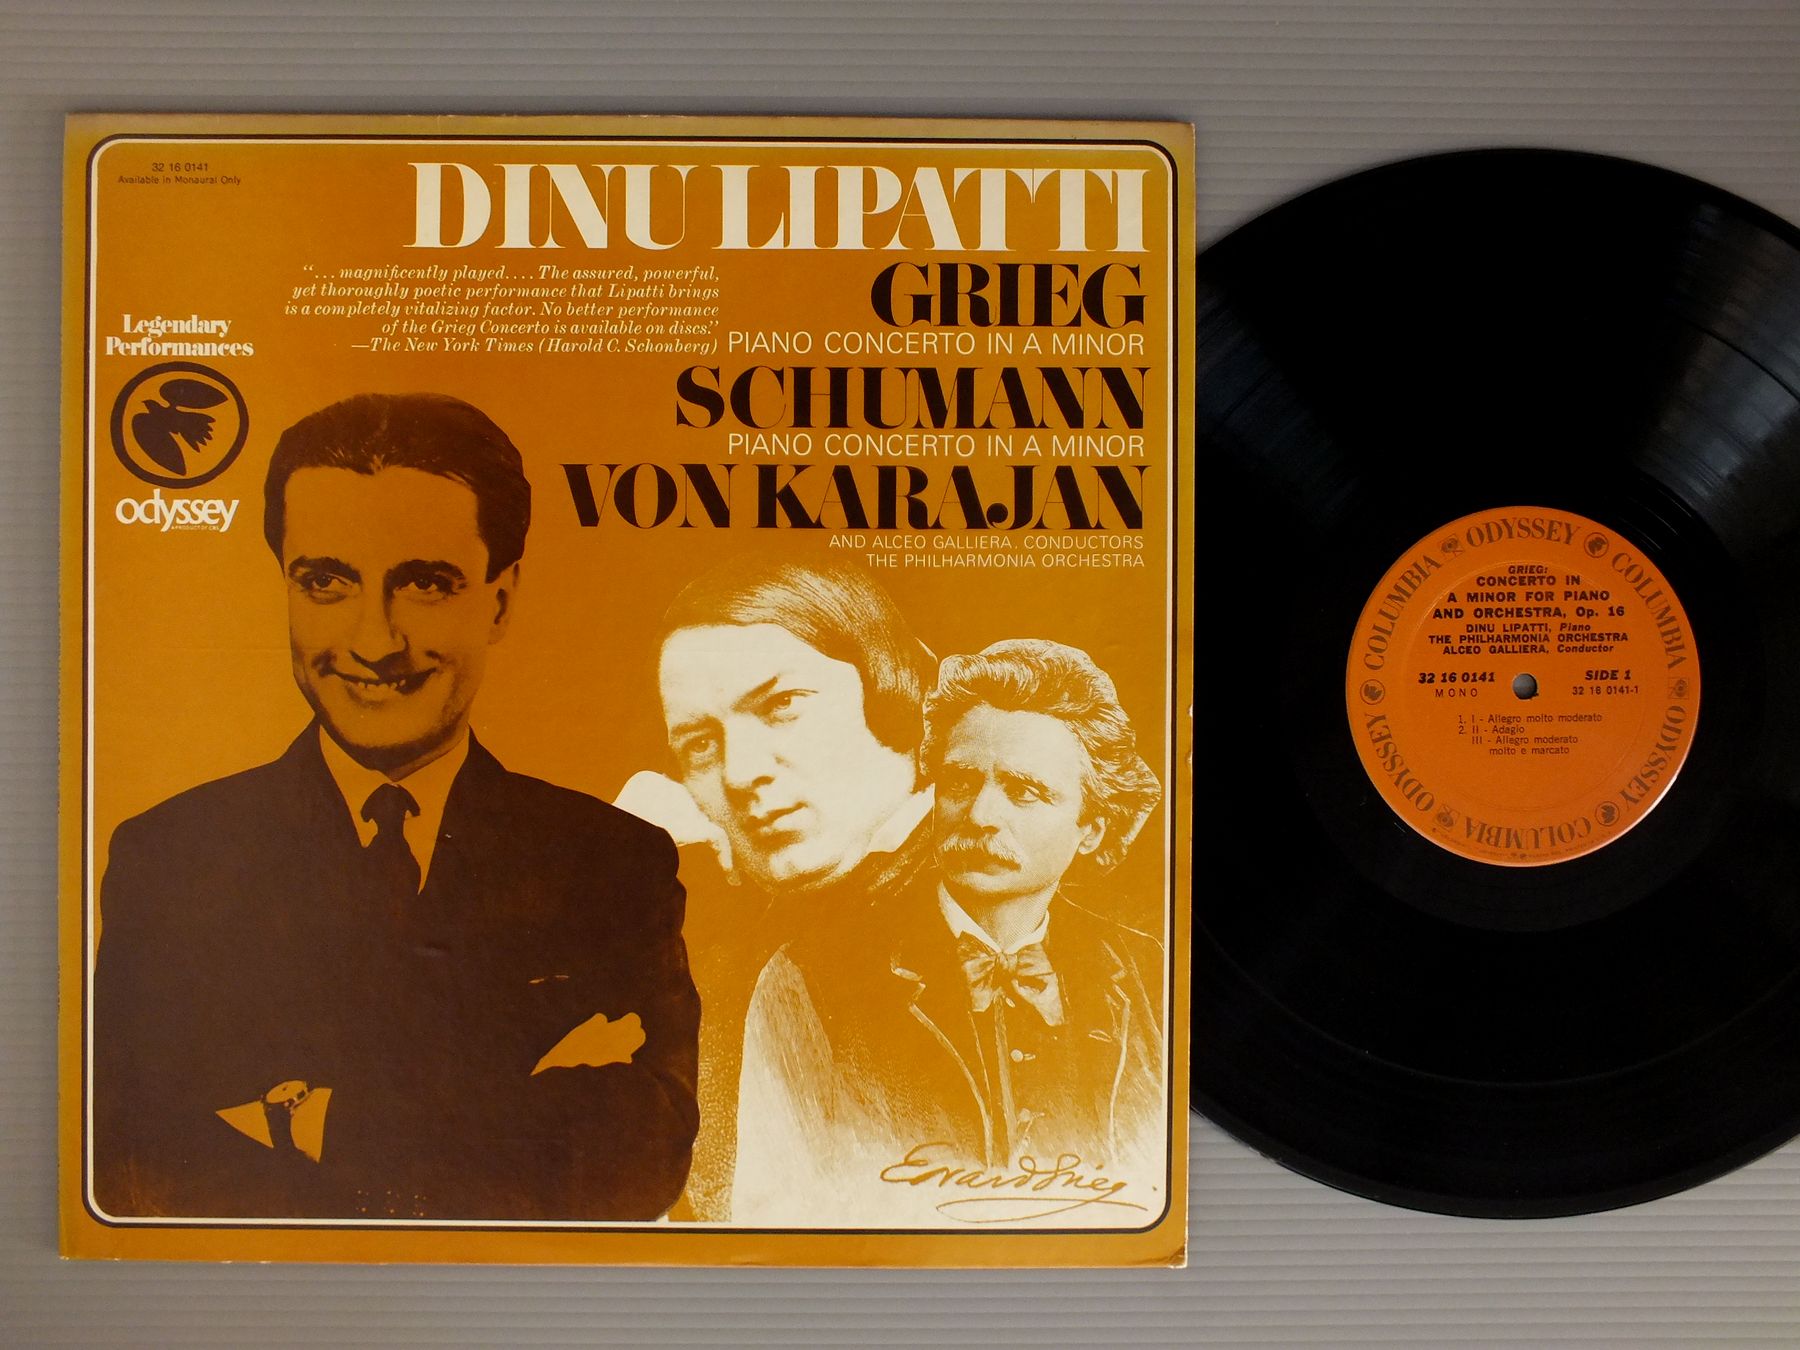 32 16 0141
Available in Monaural Only
DINU LIPATTI
“...magnificently played.... The assured, powerful,
yet thoroughly poetic performance that Lipatti brings
is a completely vitalizing factor. No better performance
of the Grieg Concerto is available on discs.”
—The New York Times (Harold C. Schonberg)
GRIEG
PIANO CONCERTO IN A MINOR
SCHUMANN
PIANO CONCERTO IN A MINOR
VON KARAJAN
AND ALCEO GALLIERA, CONDUCTORS
THE PHILHARMONIA ORCHESTRA
Legendary
Performances
odyssey
A PRODUCT OF CBS
Edvard Grieg.
COLUMBIA ODYSSEY COLUMBIA ODYSSEY COLUMBIA ODYSSEY
GRIEG:
CONCERTO IN
A MINOR FOR PIANO
AND ORCHESTRA, Op. 16
DINU LIPATTI, Piano
THE PHILHARMONIA ORCHESTRA
ALCEO GALLIERA, Conductor
32 16 0141
MONO
SIDE 1
32 16 0141-1
1. I - Allegro molto moderato
2. II - Adagio
III - Allegro moderato
molto e marcato